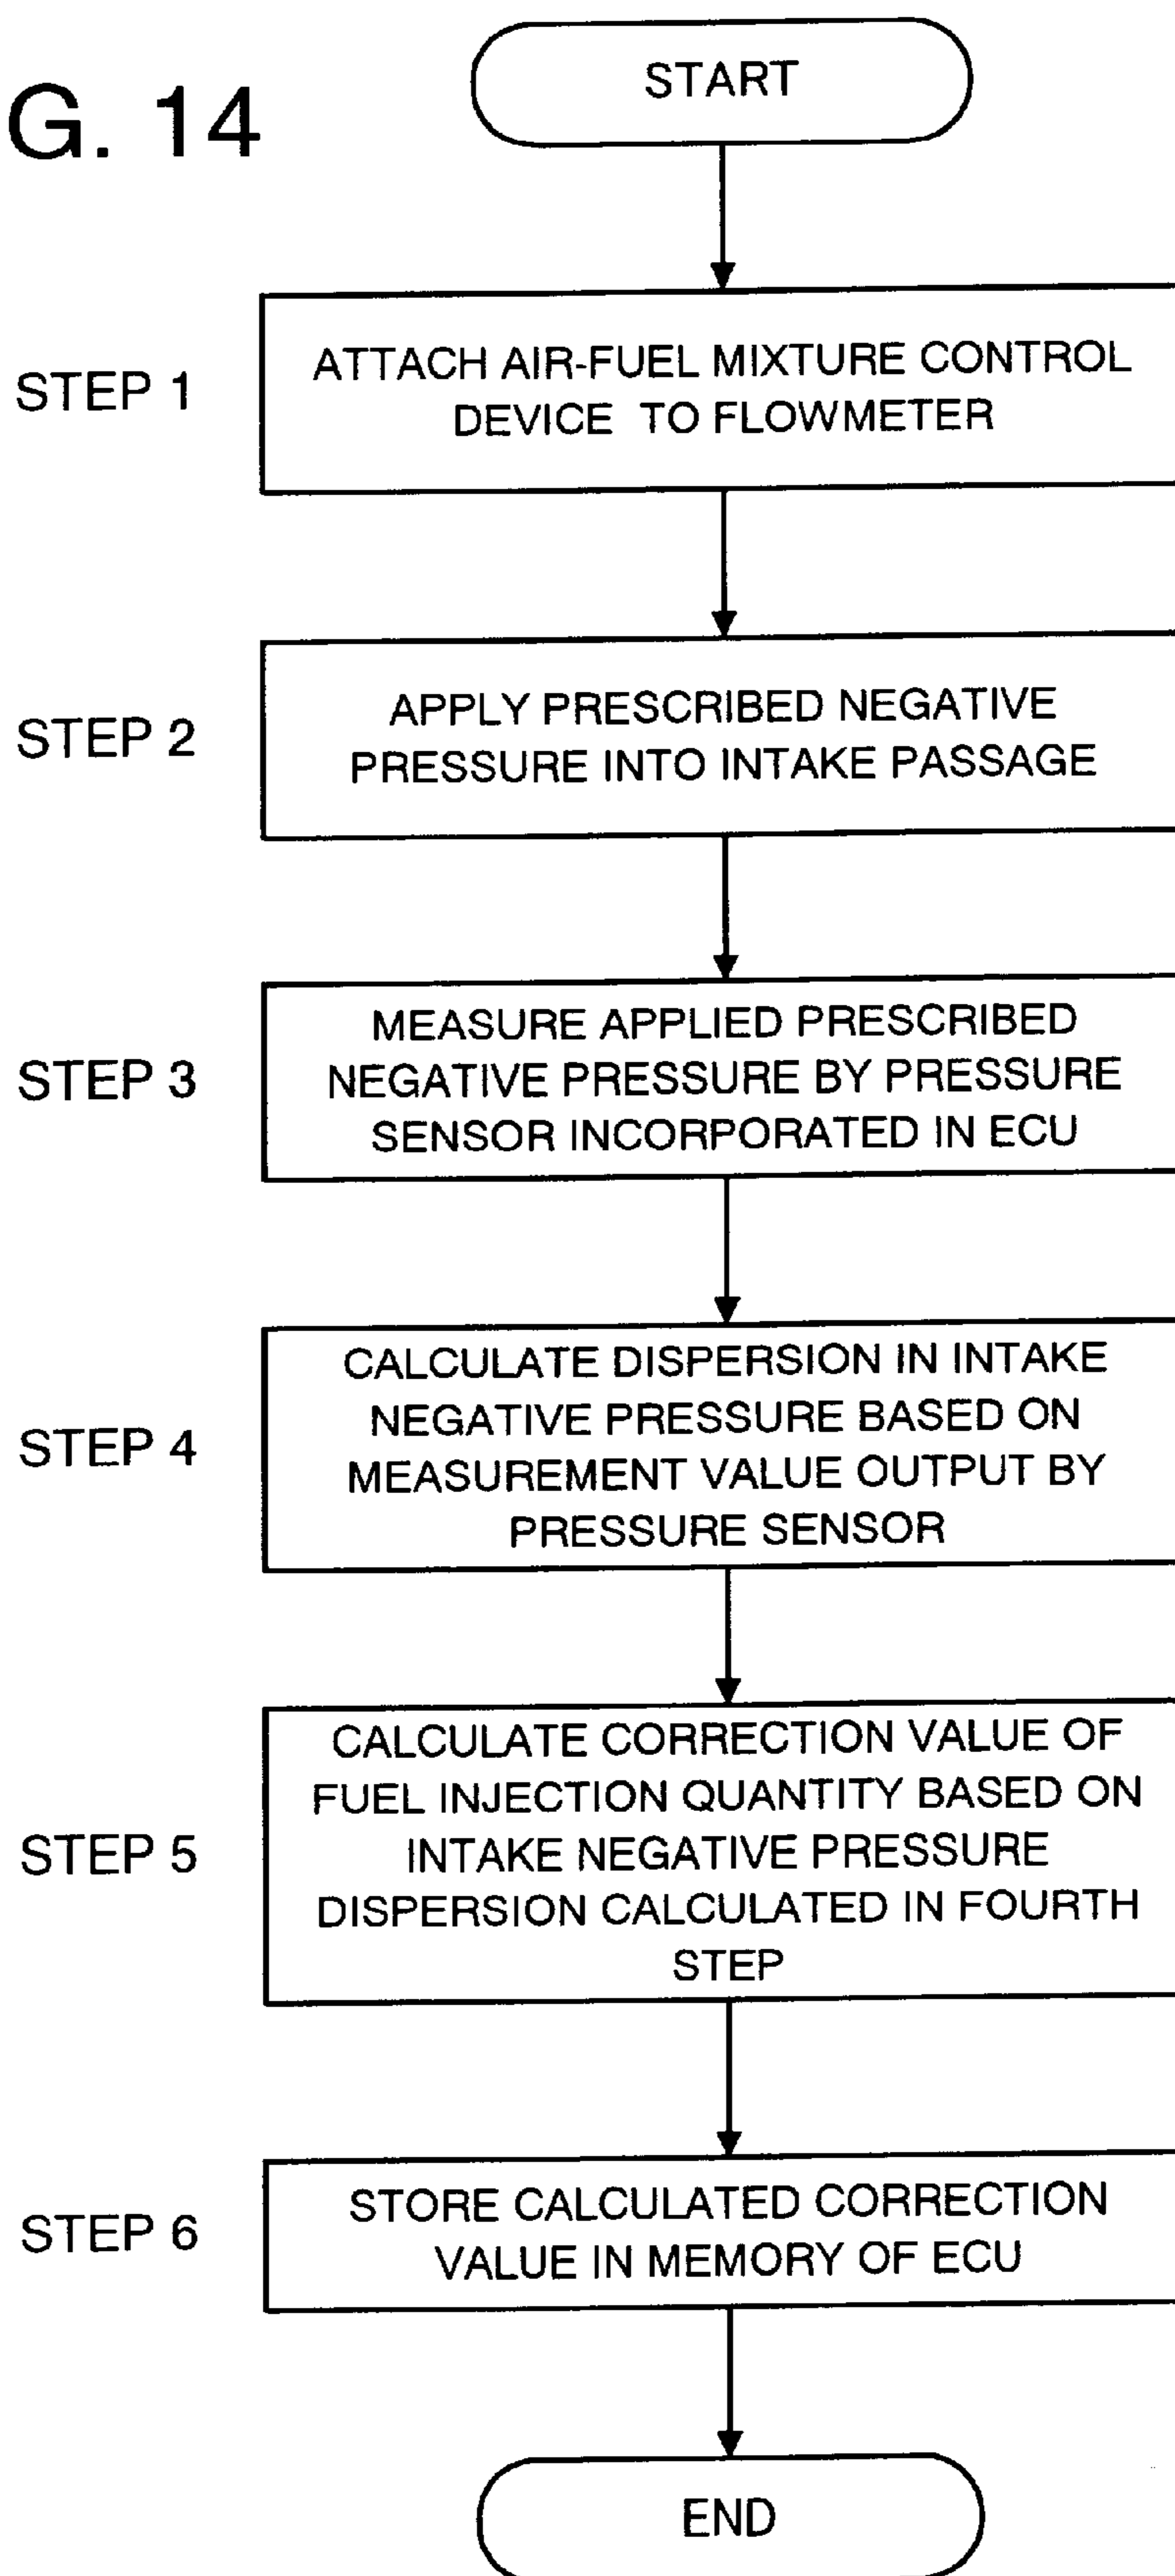 G. 14
START
STEP 1
ATTACH AIR-FUEL MIXTURE CONTROL
DEVICE TO FLOWMETER
STEP 2
APPLY PRESCRIBED NEGATIVE
PRESSURE INTO INTAKE PASSAGE
STEP 3
MEASURE APPLIED PRESCRIBED
NEGATIVE PRESSURE BY PRESSURE
SENSOR INCORPORATED IN ECU
STEP 4
CALCULATE DISPERSION IN INTAKE
NEGATIVE PRESSURE BASED ON
MEASUREMENT VALUE OUTPUT BY
PRESSURE SENSOR
STEP 5
CALCULATE CORRECTION VALUE OF
FUEL INJECTION QUANTITY BASED ON
INTAKE NEGATIVE PRESSURE
DISPERSION CALCULATED IN FOURTH
STEP
STEP 6
STORE CALCULATED CORRECTION
VALUE IN MEMORY OF ECU
END